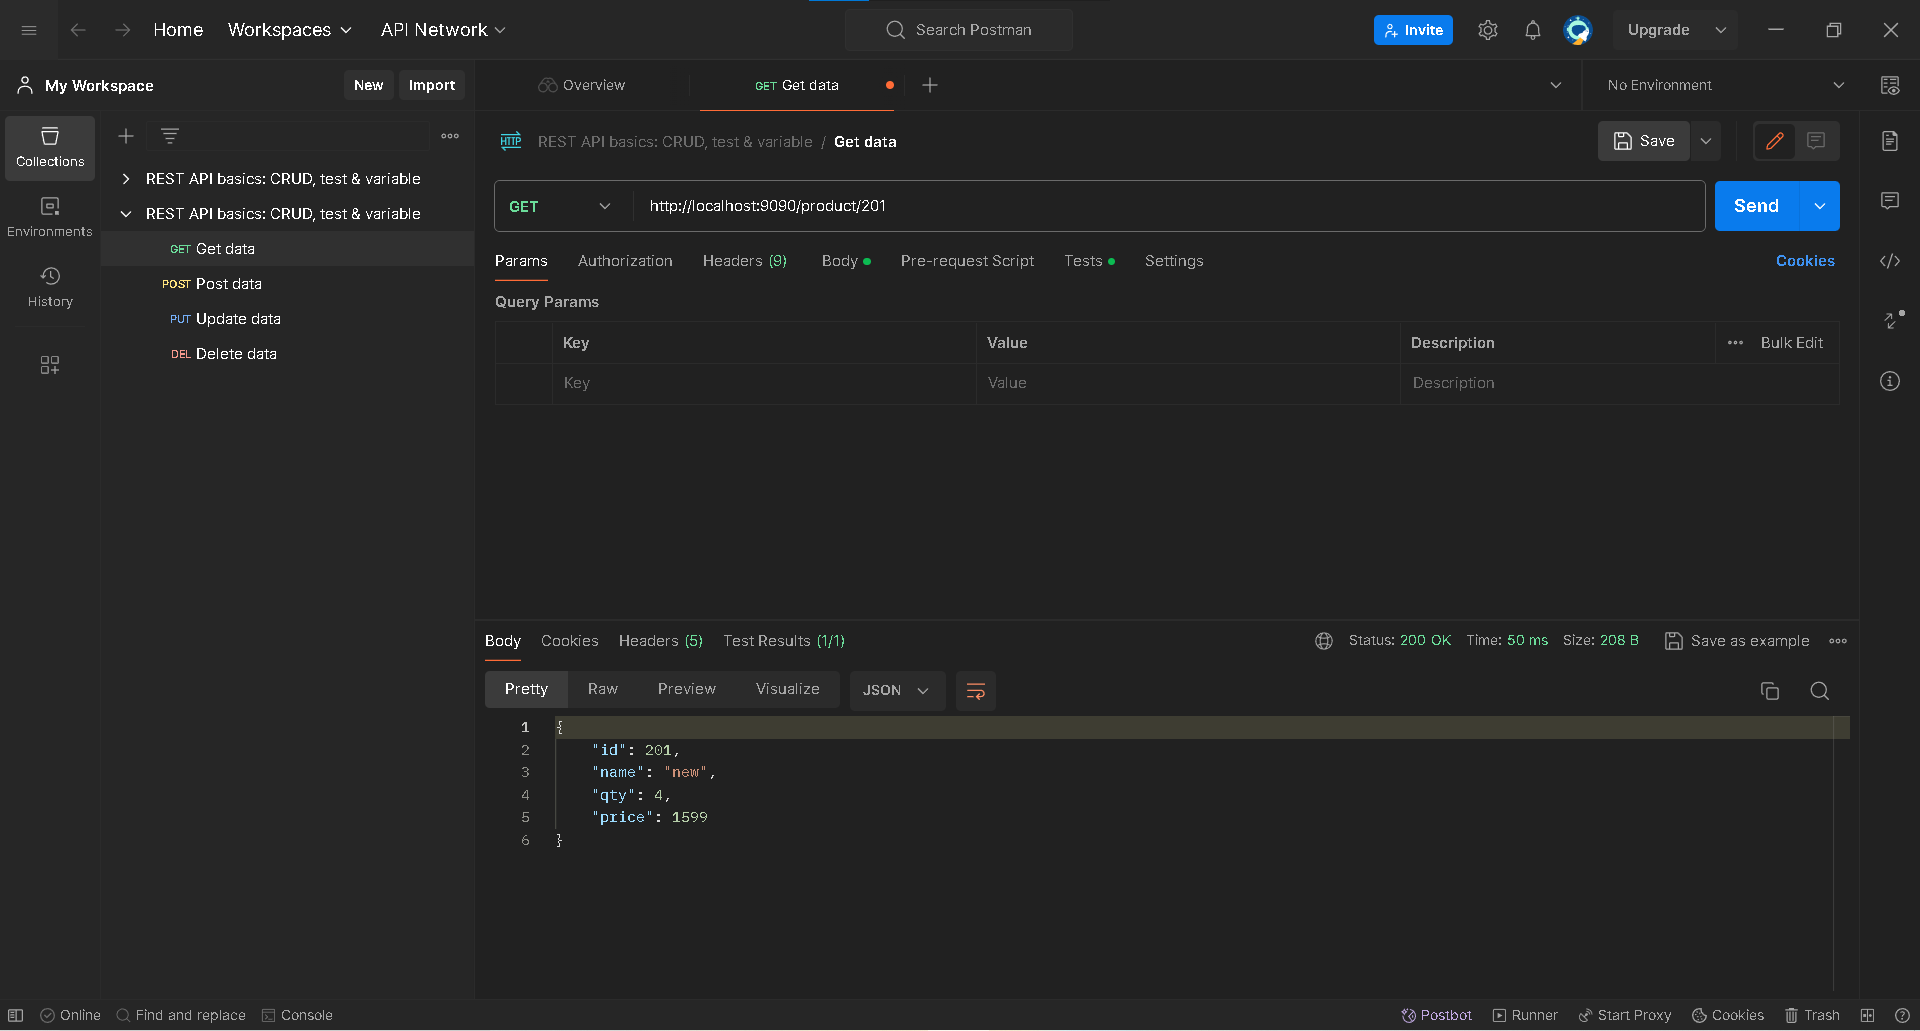 Home Workspaces API Network Search Postman Invite Upgrade
My Workspace New Import Overview GET Get data No Environment
Collections
Environments
History
REST API basics: CRUD, test & variable
REST API basics: CRUD, test & variable
GET Get data
POST Post data
PUT Update data
DEL Delete data
HTTP REST API basics: CRUD, test & variable / Get data Save
GET http://localhost:9090/product/201 Send
Params Authorization Headers (9) Body Pre-request Script Tests Settings Cookies
Query Params
Key Value Description Bulk Edit
Key Value Description
Body Cookies Headers (5) Test Results (1/1) Status: 200 OK Time: 50 ms Size: 208 B Save as example
Pretty Raw Preview Visualize JSON
1 {
2 "id": 201,
3 "name": "new",
4 "qty": 4,
5 "price": 1599
6 }
Online Find and replace Console Postbot Runner Start Proxy Cookies Trash